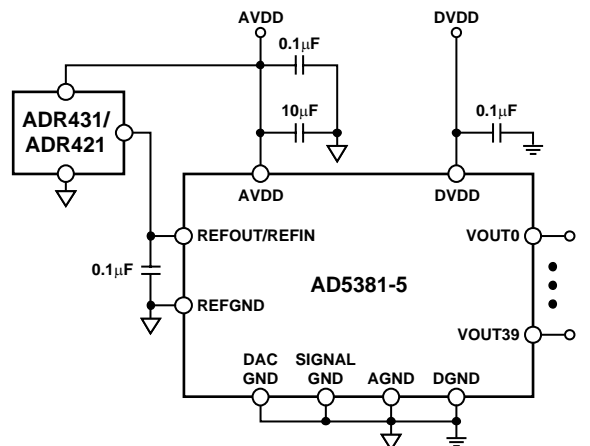 AVDD
DVDD
0.1μF
10μF
0.1μF
ADR431/
ADR421
AVDD
DVDD
REFOUT/REFIN
VOUT0
0.1μF
AD5381-5
REFGND
VOUT39
DAC
GND
SIGNAL
GND
AGND
DGND